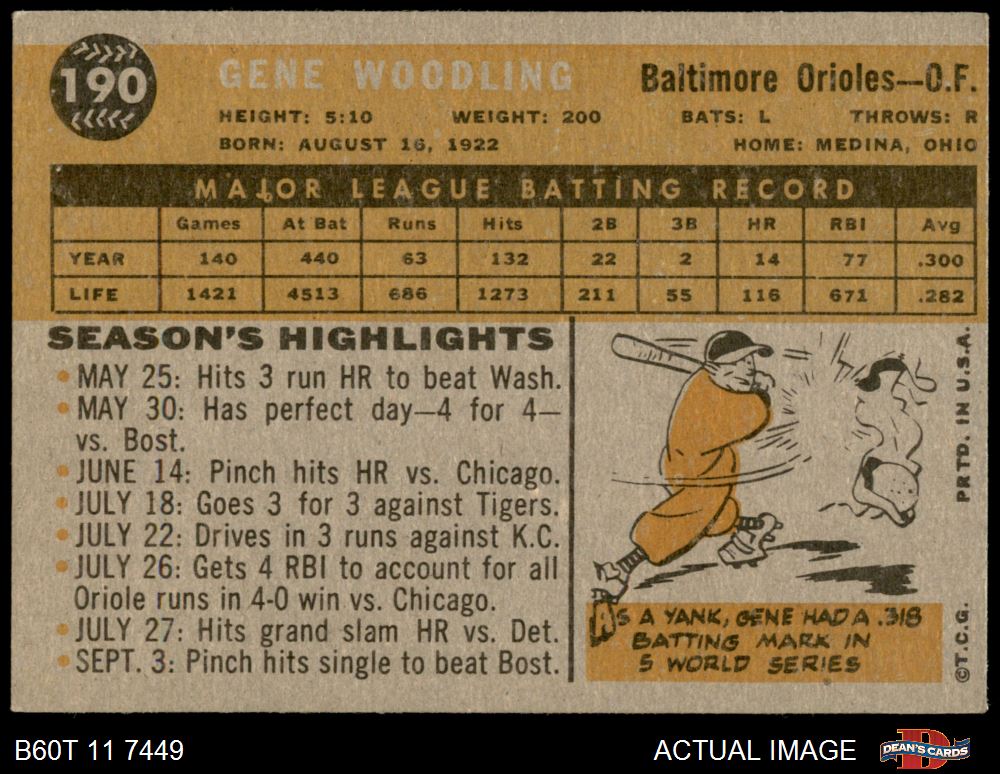 190
GENE WOODLING
Baltimore Orioles—O.F.
HEIGHT: 5:10 WEIGHT: 200 BATS: L THROWS: R
BORN: AUGUST 16, 1922 HOME: MEDINA, OHIO
MAJOR LEAGUE BATTING RECORD
Games At Bat Runs Hits 2B 3B HR RBI Avg
YEAR 140 440 63 132 22 2 14 77 .300
LIFE 1421 4513 686 1273 211 55 116 671 .282
SEASON'S HIGHLIGHTS
• MAY 25: Hits 3 run HR to beat Wash.
• MAY 30: Has perfect day—4 for 4—
vs. Bost.
• JUNE 14: Pinch hits HR vs. Chicago.
• JULY 18: Goes 3 for 3 against Tigers.
• JULY 22: Drives in 3 runs against K.C.
• JULY 26: Gets 4 RBI to account for all
Oriole runs in 4-0 win vs. Chicago.
• JULY 27: Hits grand slam HR vs. Det.
• SEPT. 3: Pinch hits single to beat Bost.
AS A YANK, GENE HAD A .318
BATTING MARK IN
5 WORLD SERIES
©T.C.G. PRTD. IN U.S.A.
B60T 11 7449 ACTUAL IMAGE
DEAN'S CARDS